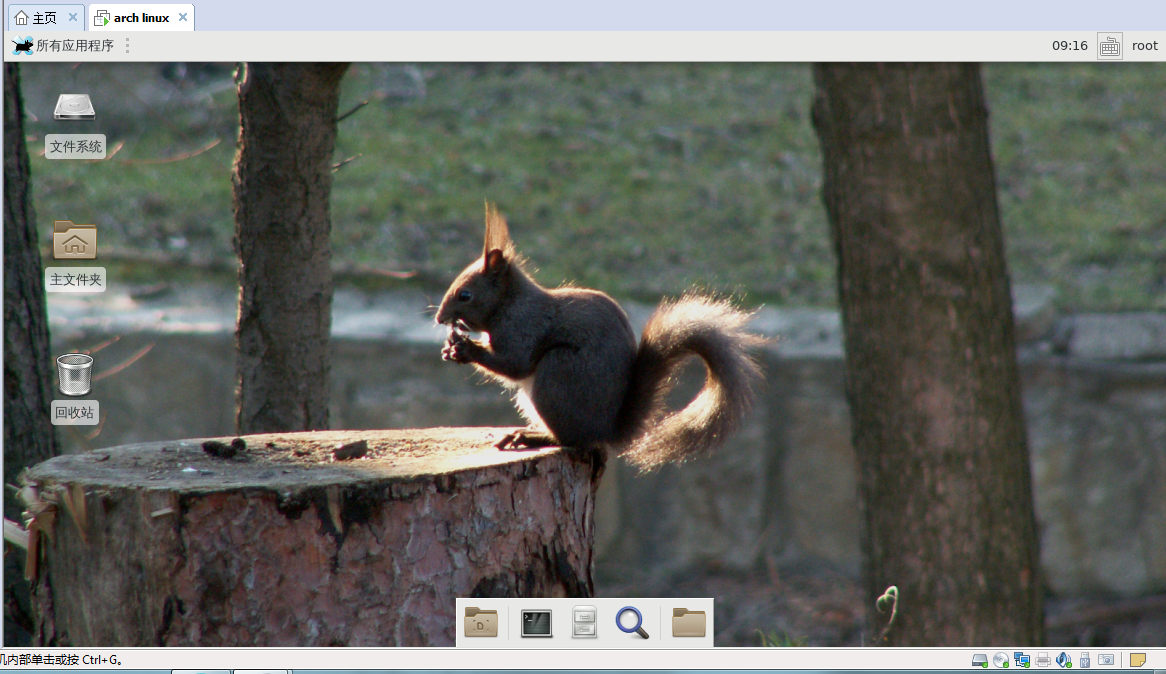 主页
arch linux
所有应用程序
09:16
root
文件系统
主文件夹
回收站
机内部单击或按 Ctrl+G。